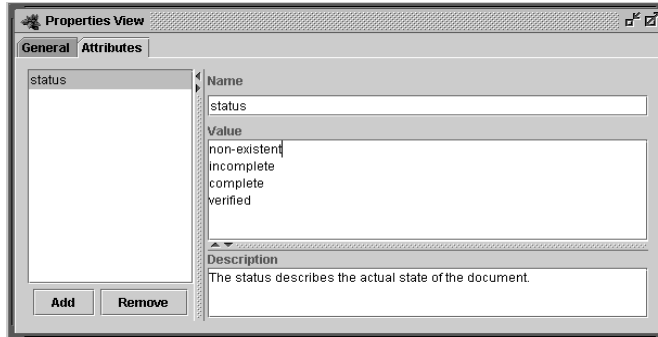 Properties View
General Attributes
status
Name
status
Value
non-existent
incomplete
complete
verified
Description
The status describes the actual state of the document.
Add Remove